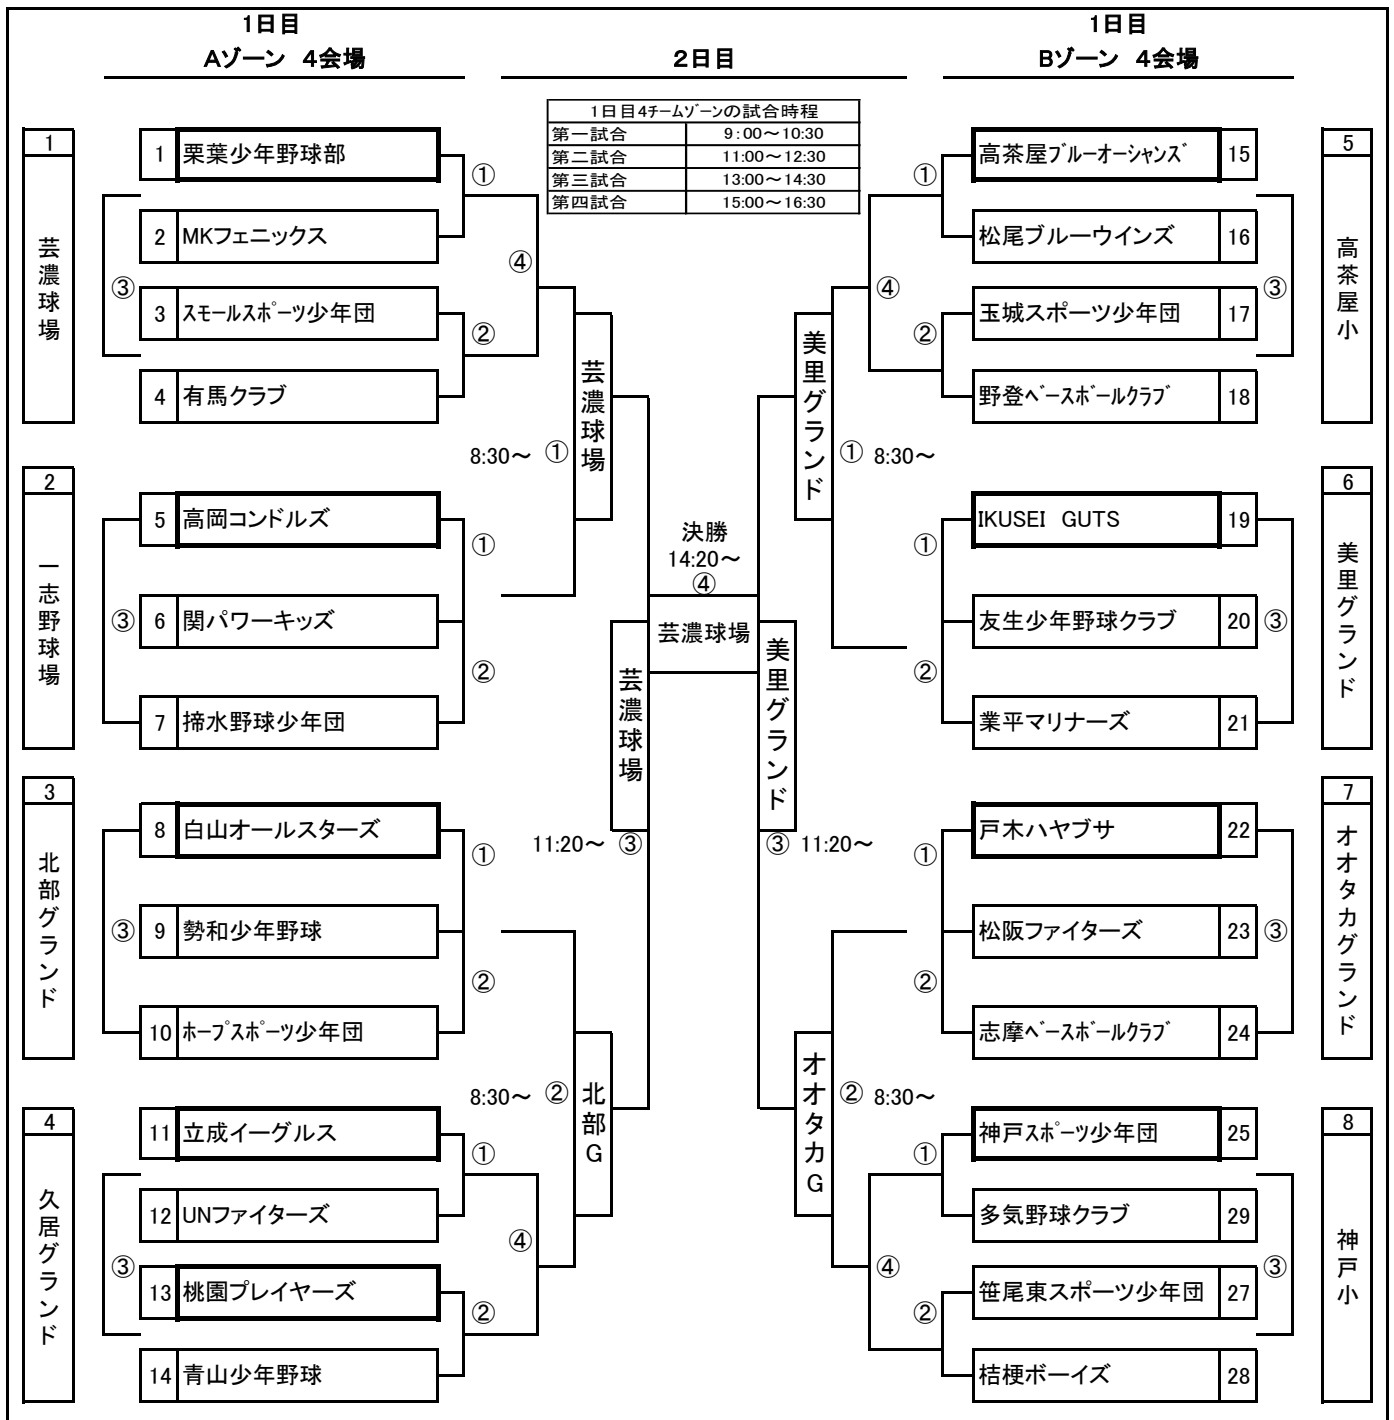 1日目
Aゾーン 4会場
2日目
1日目
Bゾーン 4会場
1日目4チームゾーンの試合時程
第一試合 9:00～10:30
第二試合 11:00～12:30
第三試合 13:00～14:30
第四試合 15:00～16:30
1
芸濃球場
1 栗葉少年野球部
2 MKフェニックス
3 スモールスポーツ少年団
4 有馬クラブ
①
②
③
④
2
一志野球場
5 高岡コンドルズ
6 関パワーキッズ
7 揥水野球少年団
①
②
③
3
北部グランド
8 白山オールスターズ
9 勢和少年野球
10 ホープスポーツ少年団
①
②
③
4
久居グランド
11 立成イーグルス
12 UNファイターズ
13 桃園プレイヤーズ
14 青山少年野球
①
②
③
④
8:30～ ①
芸濃球場
8:30～ ②
北部G
11:20～ ③
芸濃球場
決勝
14:20～
④
芸濃球場
美里グランド
① 8:30～
美里グランド
③ 11:20～
オオタカG
② 8:30～
5
高茶屋小
高茶屋ブルーオーシャンズ 15
松尾ブルーウインズ 16
玉城スポーツ少年団 17
野登ベースボールクラブ 18
①
②
③
④
6
美里グランド
IKUSEI GUTS 19
友生少年野球クラブ 20
業平マリナーズ 21
①
②
③
7
オオタカグランド
戸木ハヤブサ 22
松阪ファイターズ 23
志摩ベースボールクラブ 24
①
②
③
8
神戸小
神戸スポーツ少年団 25
多気野球クラブ 29
笹尾東スポーツ少年団 27
桔梗ボーイズ 28
①
②
③
④